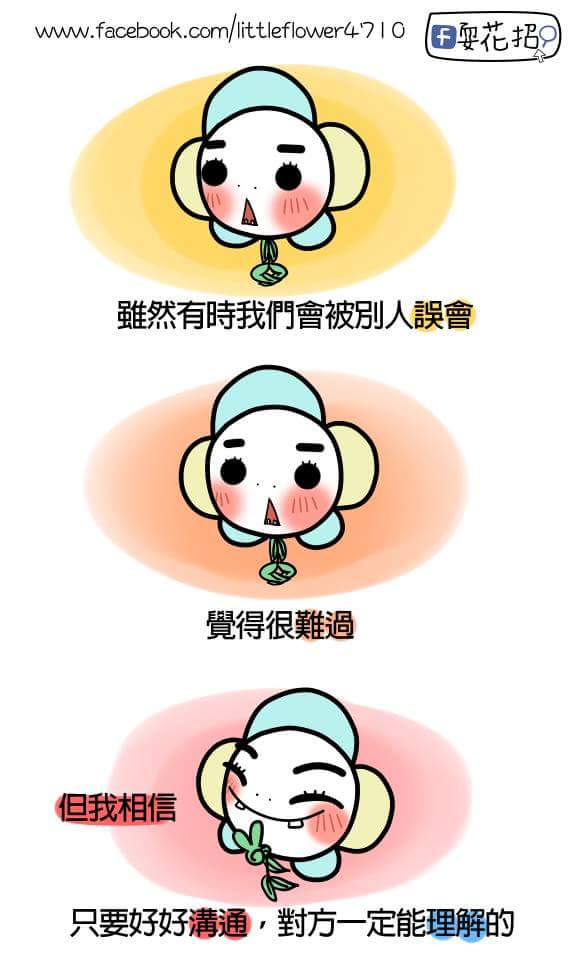 www.facebook.com/littleflower4710
耍花招
雖然有時我們會被別人誤會
覺得很難過
但我相信
只要好好溝通，對方一定能理解的